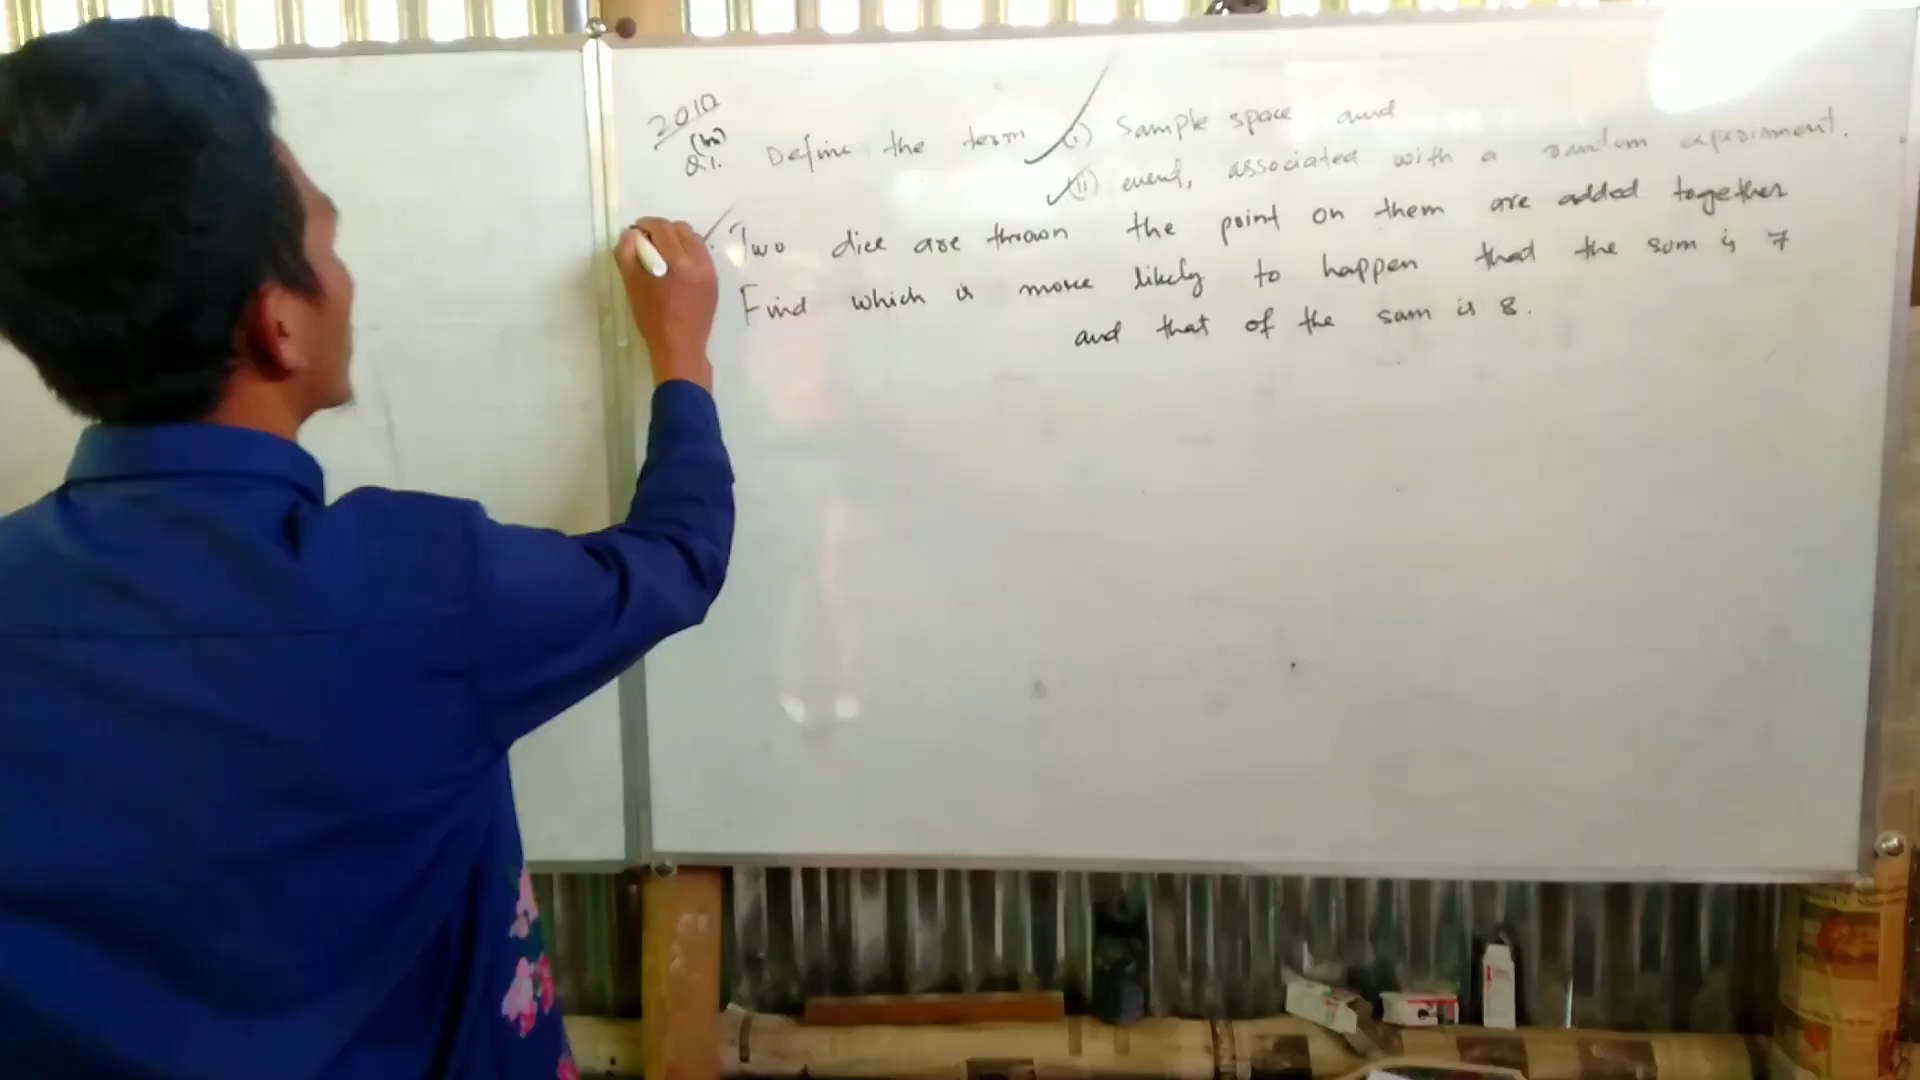 2010
(m)
Q1. Define the term (i) Sample space and
(ii) event, associated with a random experiment.
Two dice are thrown the point on them are added together
Find which is more likely to happen that the sum is 7
and that of the sum is 8.